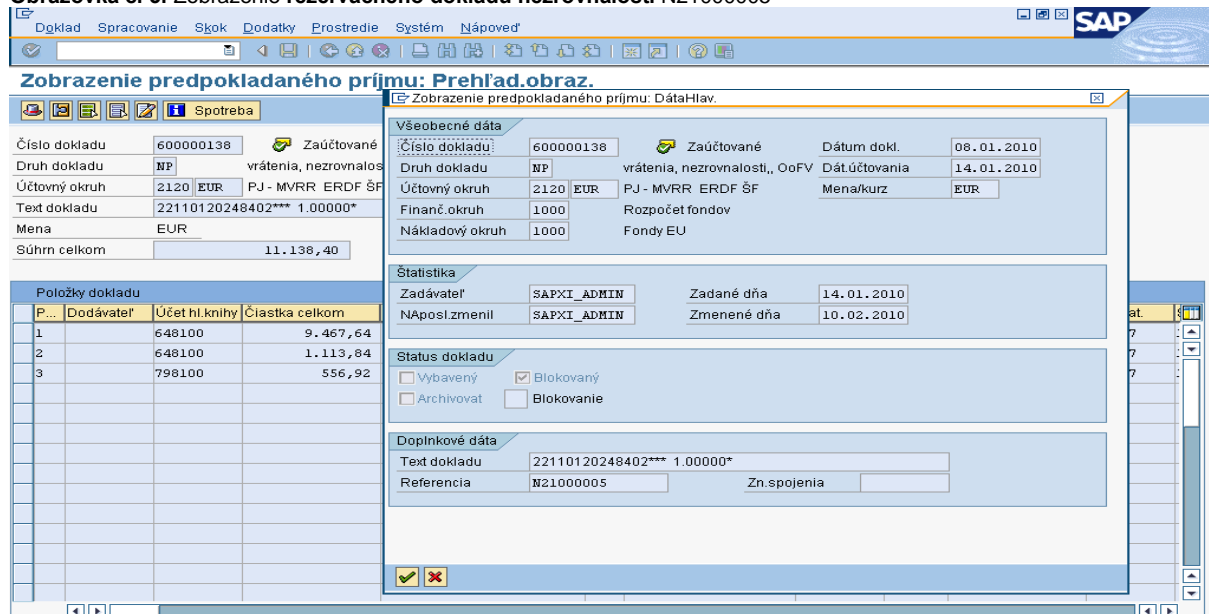 Zobrazenie rezervačného dokladu nezrovnalosti N21000005
Doklad Spracovanie Skok Dodatky Prostredie Systém Nápoveď
SAP
Zobrazenie predpokladaného príjmu: Prehľad.obraz.
Spotreba
Číslo dokladu 600000138 Zaúčtované
Druh dokladu NP vrátenia, nezrovnalos
Účtovný okruh 2120 EUR PJ - MVRR ERDF ŠF
Text dokladu 22110120248402*** 1.00000*
Mena EUR
Súhrn celkom 11.138,40
Položky dokladu
P... Dodávateľ Účet hl.knihy Čiastka celkom
1 648100 9.467,64
2 648100 1.113,84
3 798100 556,92
at.
7
7
7
Zobrazenie predpokladaného príjmu: DátaHlav.
Všeobecné dáta
Číslo dokladu 600000138 Zaúčtované Dátum dokl. 08.01.2010
Druh dokladu NP vrátenia, nezrovnalosti,, OoFV Dát.účtovania 14.01.2010
Účtovný okruh 2120 EUR PJ - MVRR ERDF ŠF Mena/kurz EUR
Finanč.okruh 1000 Rozpočet fondov
Nákladový okruh 1000 Fondy EU
Štatistika
Zadávateľ SAPXI_ADMIN Zadané dňa 14.01.2010
NAposl.zmenil SAPXI_ADMIN Zmenené dňa 10.02.2010
Status dokladu
Vybavený Blokovaný
Archivovat Blokovanie
Doplnkové dáta
Text dokladu 22110120248402*** 1.00000*
Referencia N21000005 Zn.spojenia